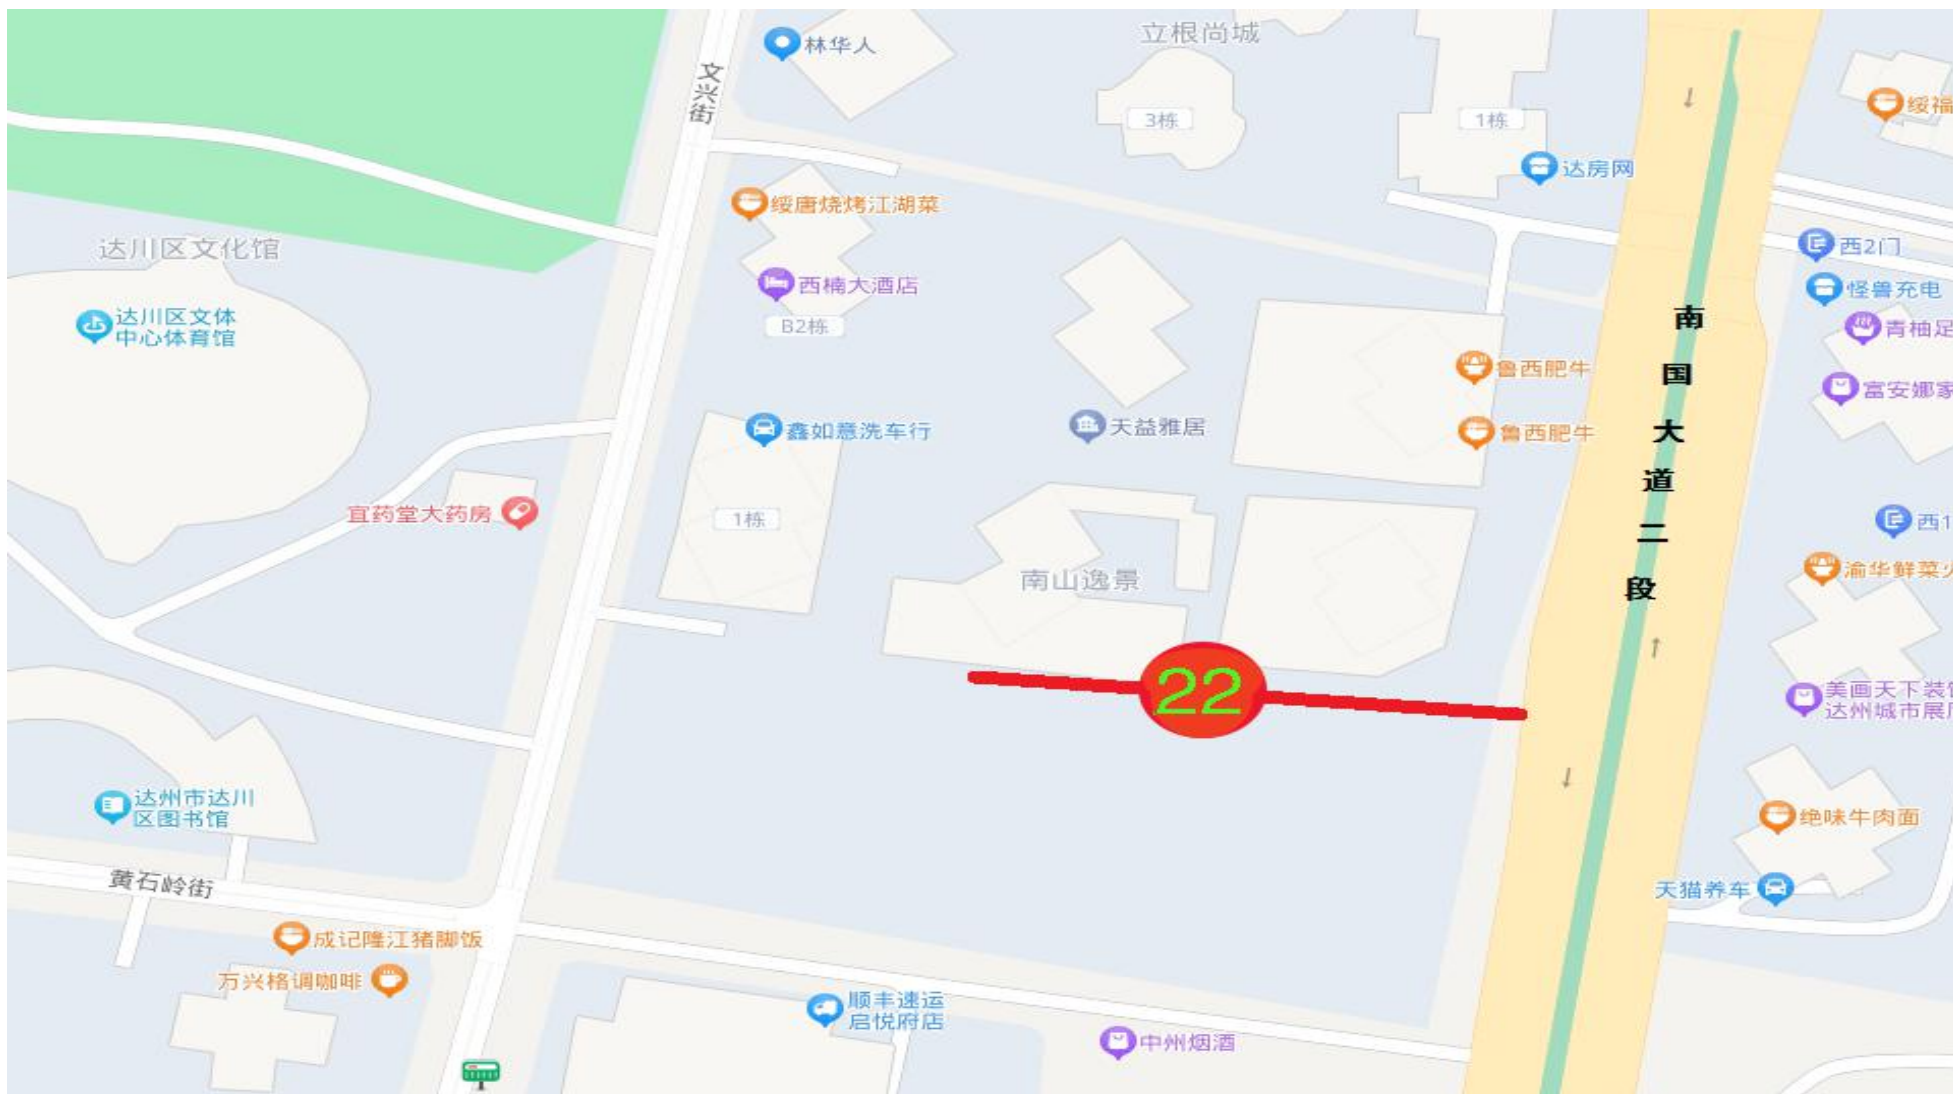 立根尚城
林华人
文兴街
3栋
1栋
绥福
达房网
绥唐烧烤江湖菜
达川区文化馆
西2门
西楠大酒店
怪兽充电
达川区文体
中心体育馆
B2栋
南国大道二段
青柚足
鲁西肥牛
富安娜家
鑫如意洗车行
天益雅居
鲁西肥牛
宜药堂大药房
1栋
西1
南山逸景
渝华鲜菜火
22
美画天下装饰
达州城市展厅
达州市达川
区图书馆
绝味牛肉面
黄石岭街
天猫养车
成记隆江猪脚饭
万兴格调咖啡
顺丰速运
启悦府店
中州烟酒